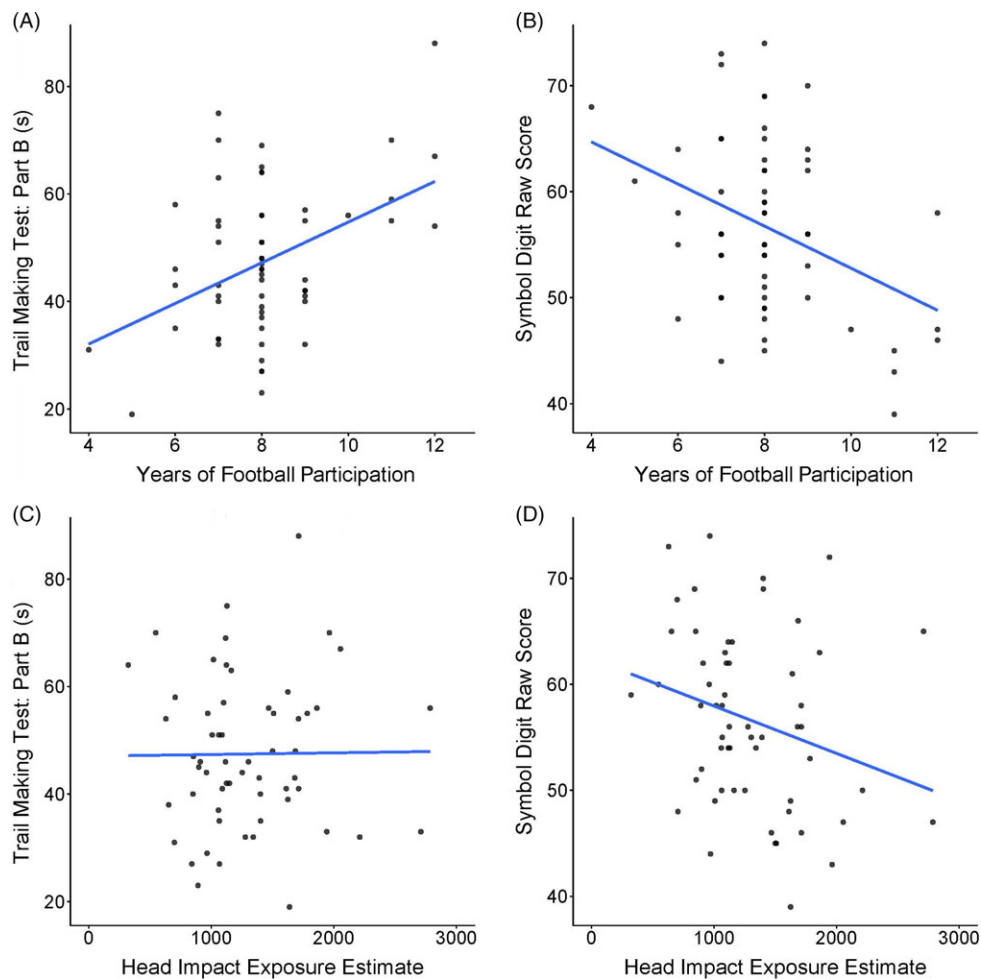 (A)
Trail Making Test: Part B (s)
80
60
40
20
4 6 8 10 12
Years of Football Participation
(B)
Symbol Digit Raw Score
70
60
50
40
4 6 8 10 12
Years of Football Participation
(C)
Trail Making Test: Part B (s)
80
60
40
20
0 1000 2000 3000
Head Impact Exposure Estimate
(D)
Symbol Digit Raw Score
70
60
50
40
0 1000 2000 3000
Head Impact Exposure Estimate